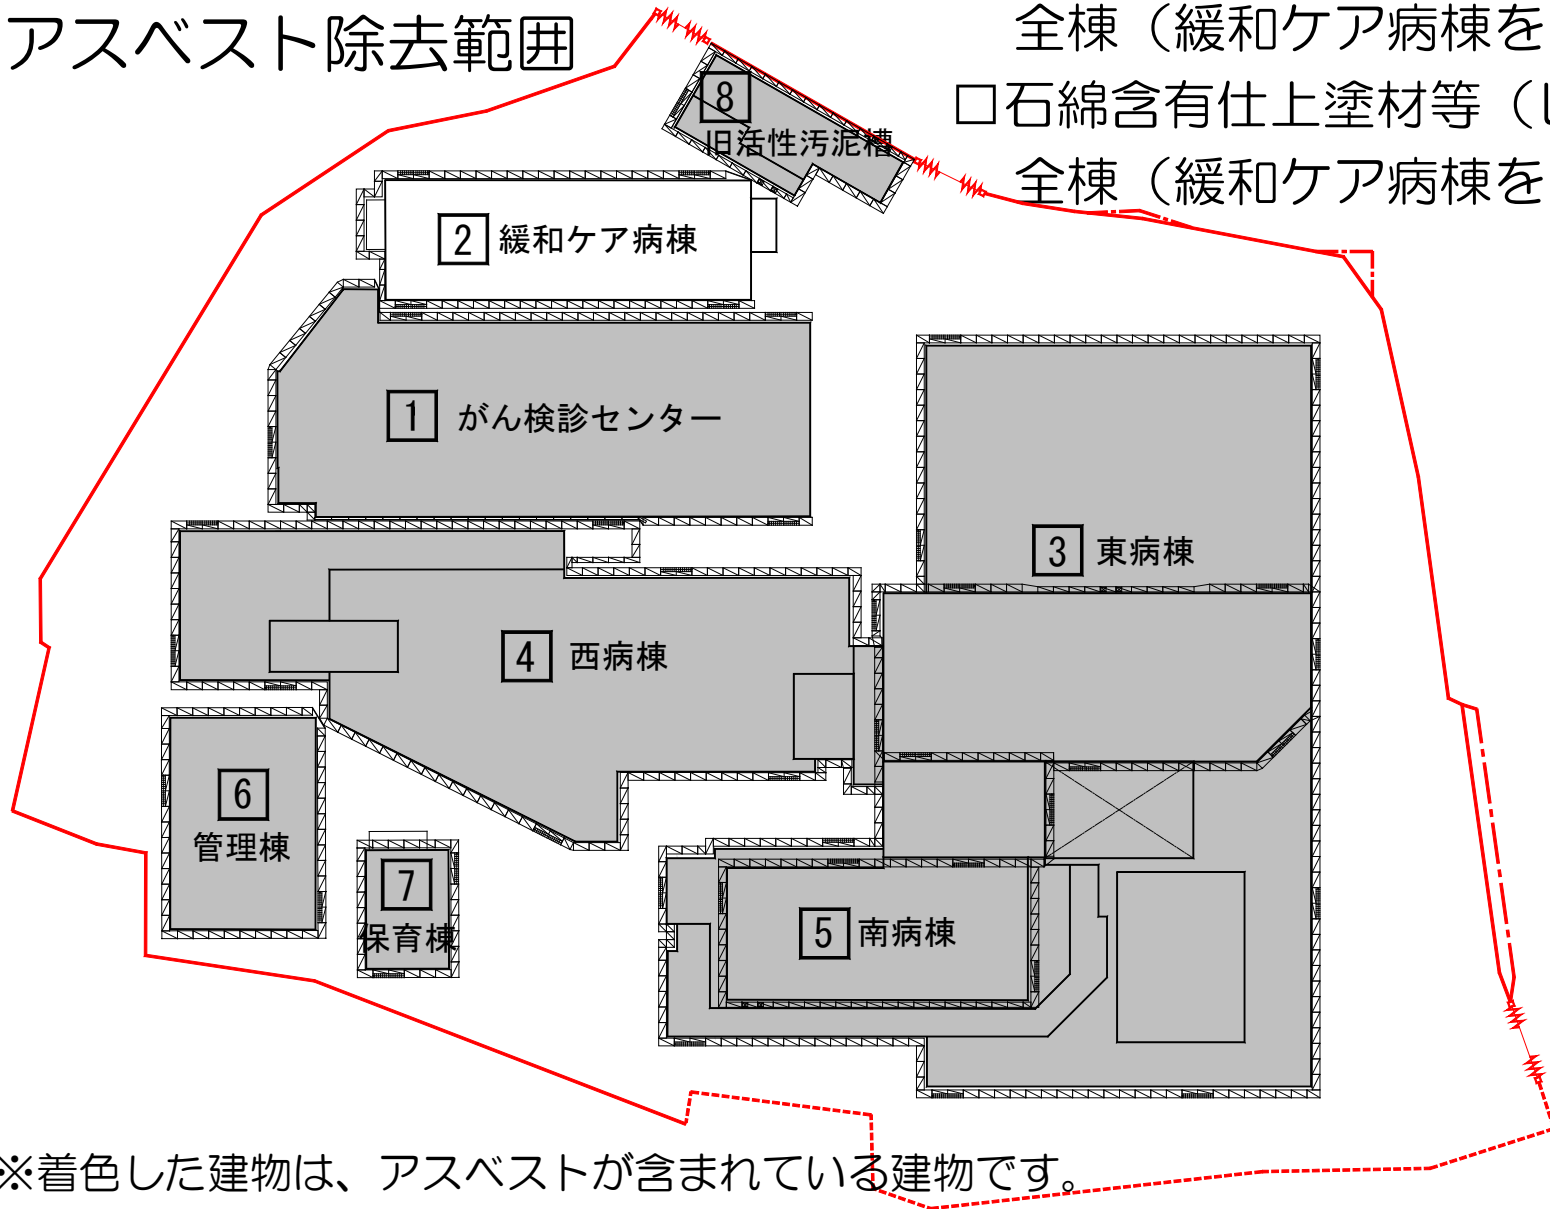 アスベスト除去範囲
全棟（緩和ケア病棟を
□石綿含有仕上塗材等（
全棟（緩和ケア病棟を
8
旧活性汚泥槽
2 緩和ケア病棟
1 がん検診センター
3 東病棟
4 西病棟
6
管理棟
7
保育棟
5 南病棟
※着色した建物は、アスベストが含まれている建物です。